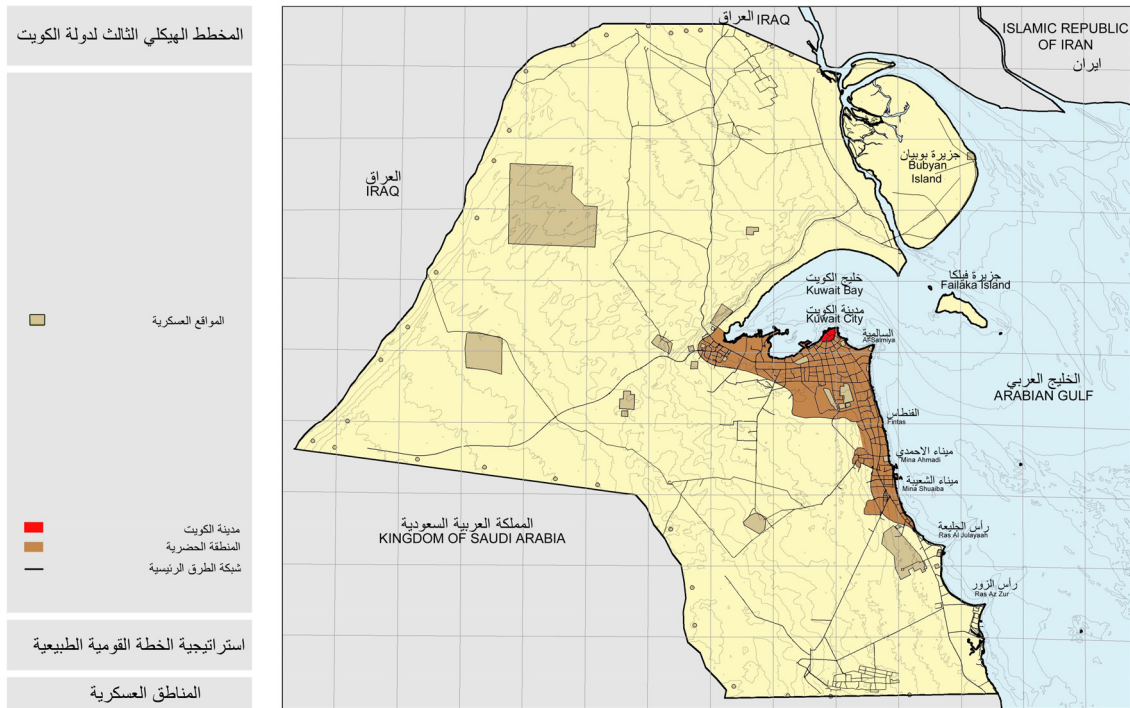 المخطط الهيكلي الثالث لدولة الكويت
المواقع العسكرية
مدينة الكويت
المنطقة الحضرية
شبكة الطرق الرئيسية
استراتيجية الخطة القومية الطبيعية
المناطق العسكرية
العراق IRAQ
ISLAMIC REPUBLIC
OF IRAN
ايران
العراق
IRAQ
جزيرة بوبيان
Bubyan
Island
خليج الكويت
Kuwait Bay
جزيرة فيلكا
Failaka Island
مدينة الكويت
Kuwait City
السالمية
Al-Salmiya
الخليج العربي
ARABIAN GULF
الفنطاس
Fintas
ميناء الاحمدي
Mina Ahmadi
ميناء الشعيبة
Mina Shuaiba
المملكة العربية السعودية
KINGDOM OF SAUDI ARABIA
رأس الجليعة
Ras Al Julayaah
رأس الزور
Ras Az Zur